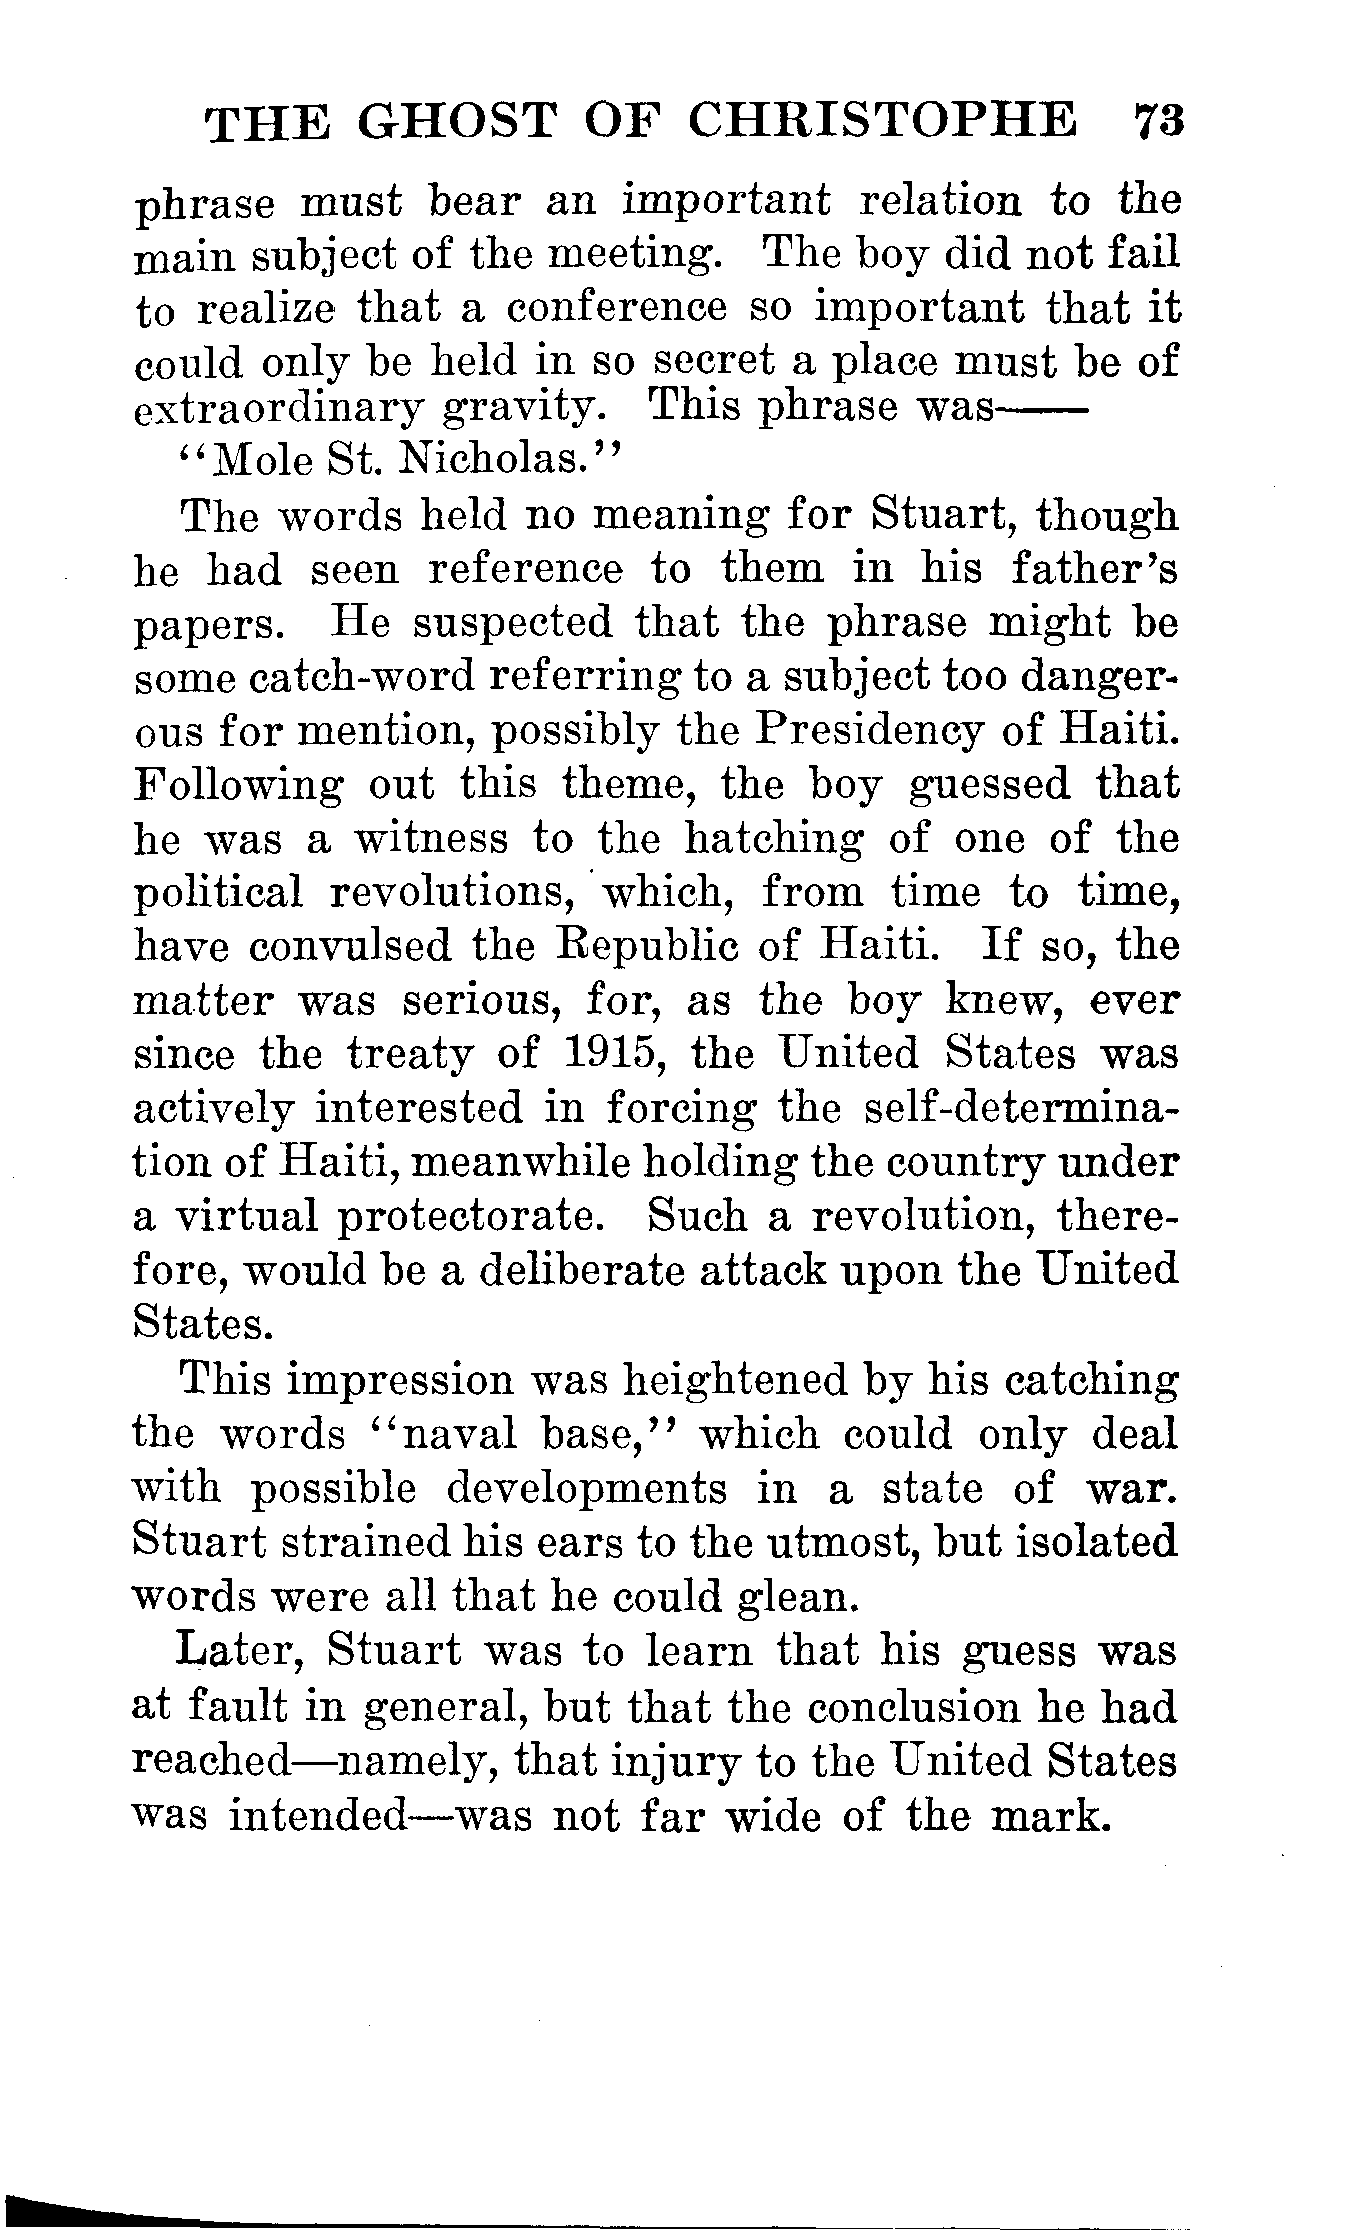 THE GHOST OF CHRISTOPHE 73
phrase must bear an important relation to the
main subject of the meeting. The boy did not fail
to realize that a conference so important that it
could only be held in so secret a place must be of
extraordinary gravity. This phrase was——
"Mole St. Nicholas."
The words held no meaning for Stuart, though
he had seen reference to them in his father's
papers. He suspected that the phrase might be
some catch-word referring to a subject too danger-
ous for mention, possibly the Presidency of Haiti.
Following out this theme, the boy guessed that
he was a witness to the hatching of one of the
political revolutions, which, from time to time,
have convulsed the Republic of Haiti. If so, the
matter was serious, for, as the boy knew, ever
since the treaty of 1915, the United States was
actively interested in forcing the self-determina-
tion of Haiti, meanwhile holding the country under
a virtual protectorate. Such a revolution, there-
fore, would be a deliberate attack upon the United
States.
This impression was heightened by his catching
the words "naval base," which could only deal
with possible developments in a state of war.
Stuart strained his ears to the utmost, but isolated
words were all that he could glean.
Later, Stuart was to learn that his guess was
at fault in general, but that the conclusion he had
reached—namely, that injury to the United States
was intended—was not far wide of the mark.